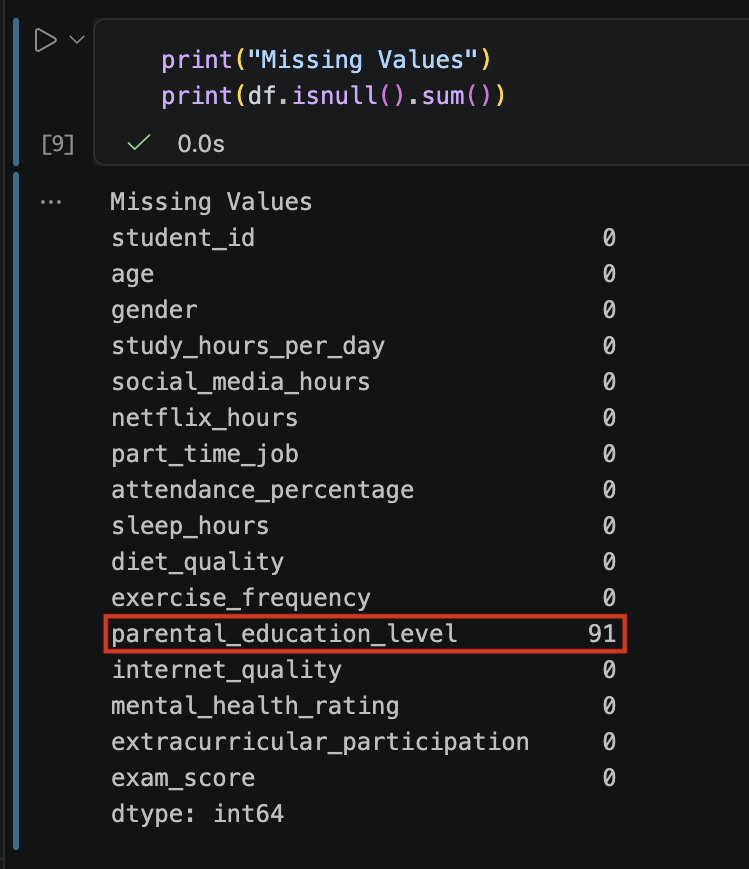 print("Missing Values")
print(df.isnull().sum())
[9]
0.0s
Missing Values
student_id 0
age 0
gender 0
study_hours_per_day 0
social_media_hours 0
netflix_hours 0
part_time_job 0
attendance_percentage 0
sleep_hours 0
diet_quality 0
exercise_frequency 0
parental_education_level 91
internet_quality 0
mental_health_rating 0
extracurricular_participation 0
exam_score 0
dtype: int64